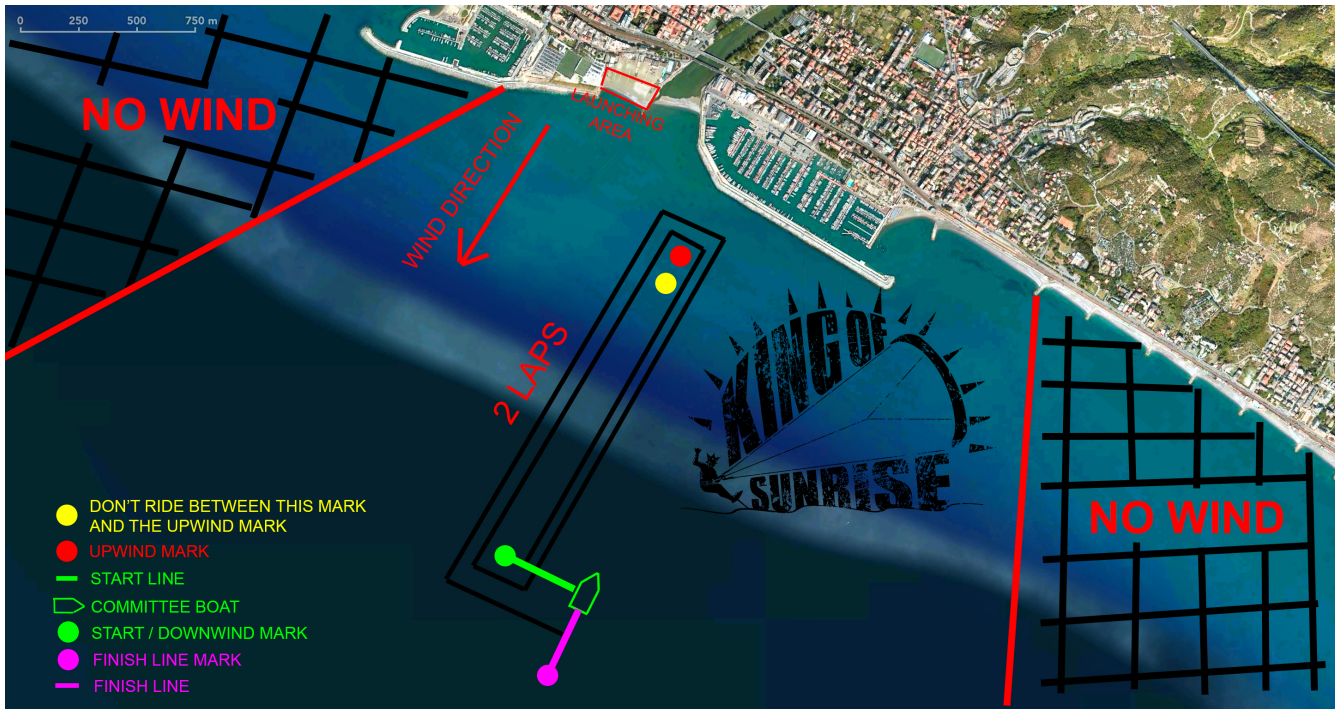 0 250 500 750 m
NO WIND
LAUNCHING
AREA
WIND DIRECTION
2 LAPS
KING OF
SUNRISE
NO WIND
DON'T RIDE BETWEEN THIS MARK
AND THE UPWIND MARK
UPWIND MARK
START LINE
COMMITTEE BOAT
START / DOWNWIND MARK
FINISH LINE MARK
FINISH LINE